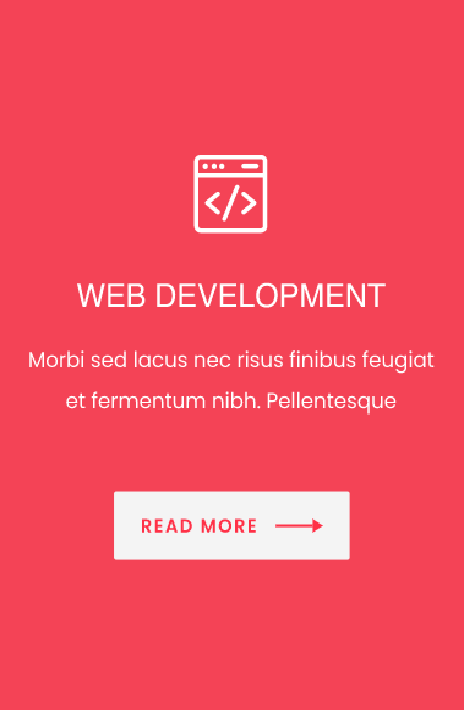 </>
WEB DEVELOPMENT
Morbi sed lacus nec risus finibus feugiat
et fermentum nibh. Pellentesque
READ MORE